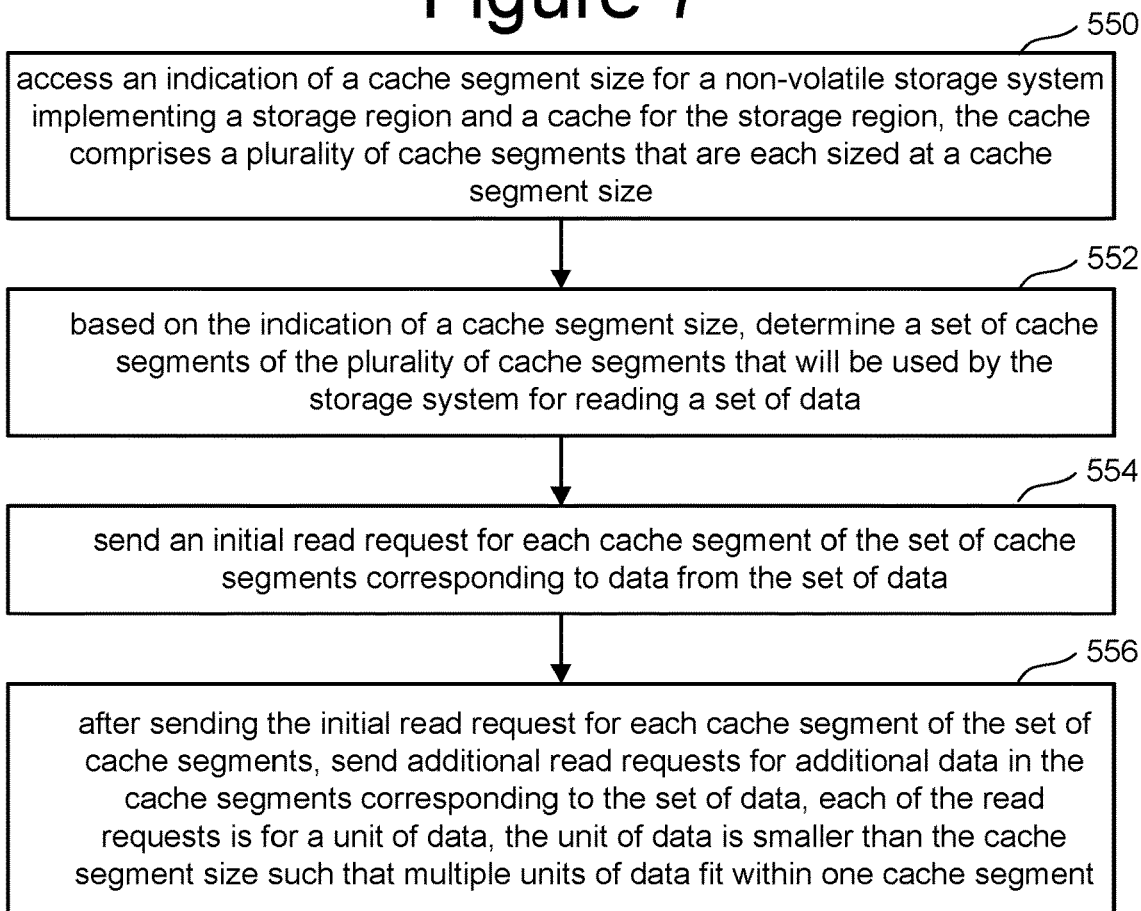 Figure 7
550
access an indication of a cache segment size for a non-volatile storage system
implementing a storage region and a cache for the storage region, the cache
comprises a plurality of cache segments that are each sized at a cache
segment size
552
based on the indication of a cache segment size, determine a set of cache
segments of the plurality of cache segments that will be used by the
storage system for reading a set of data
554
send an initial read request for each cache segment of the set of cache
segments corresponding to data from the set of data
556
after sending the initial read request for each cache segment of the set of
cache segments, send additional read requests for additional data in the
cache segments corresponding to the set of data, each of the read
requests is for a unit of data, the unit of data is smaller than the cache
segment size such that multiple units of data fit within one cache segment